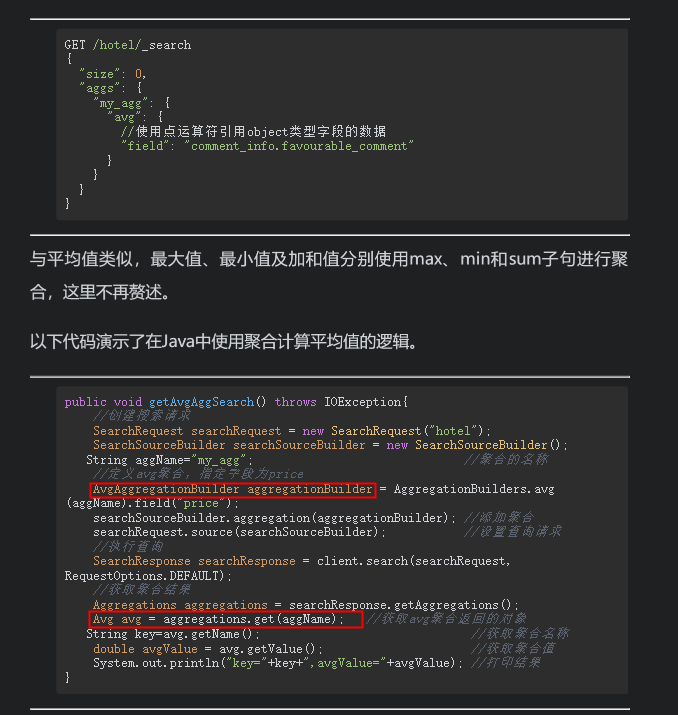 GET /hotel/_search
{
  "size": 0,
  "aggs": {
    "my_agg": {
      "avg": {
        //使用点运算符引用object类型字段的数据
        "field": "comment_info.favourable_comment"
      }
    }
  }
}
与平均值类似，最大值、最小值及加和值分别使用max、min和sum子句进行聚
合，这里不再赘述。
以下代码演示了在Java中使用聚合计算平均值的逻辑。
public void getAvgAggSearch() throws IOException{
    //创建搜索请求
    SearchRequest searchRequest = new SearchRequest("hotel");
    SearchSourceBuilder searchSourceBuilder = new SearchSourceBuilder();
   String aggName="my_agg";                              //聚合的名称
    //定义avg聚合，指定字段为price
    AvgAggregationBuilder aggregationBuilder = AggregationBuilders.avg
(aggName).field("price");
    searchSourceBuilder.aggregation(aggregationBuilder); //添加聚合
    searchRequest.source(searchSourceBuilder);            //设置查询请求
    //执行查询
    SearchResponse searchResponse = client.search(searchRequest,
RequestOptions.DEFAULT);
    //获取聚合结果
    Aggregations aggregations = searchResponse.getAggregations();
    Avg avg = aggregations.get(aggName);   //获取avg聚合返回的对象
   String key=avg.getName();                              //获取聚合名称
    double avgValue = avg.getValue();                     //获取聚合值
    System.out.println("key="+key+",avgValue="+avgValue); //打印结果
}